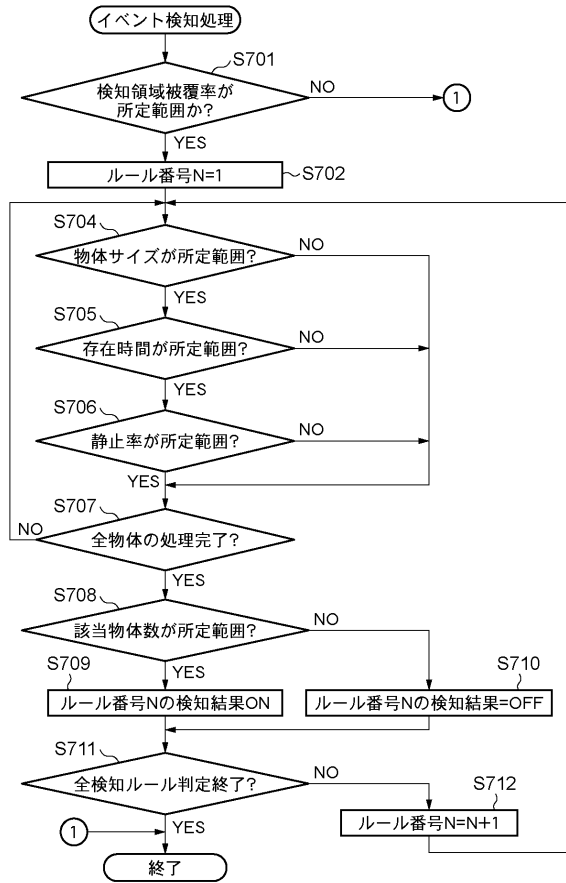 イベント検知処理
S701
検知領域被覆率が
所定範囲か?
NO
1
YES
ルール番号N=1
S702
S704
物体サイズが所定範囲?
NO
YES
S705
存在時間が所定範囲?
NO
YES
S706
静止率が所定範囲?
NO
YES
S707
NO
全物体の処理完了?
YES
S708
該当物体数が所定範囲?
NO
YES
S709
S710
ルール番号Nの検知結果ON
ルール番号Nの検知結果=OFF
S711
全検知ルール判定終了?
NO
S712
ルール番号N=N+1
1
YES
終了